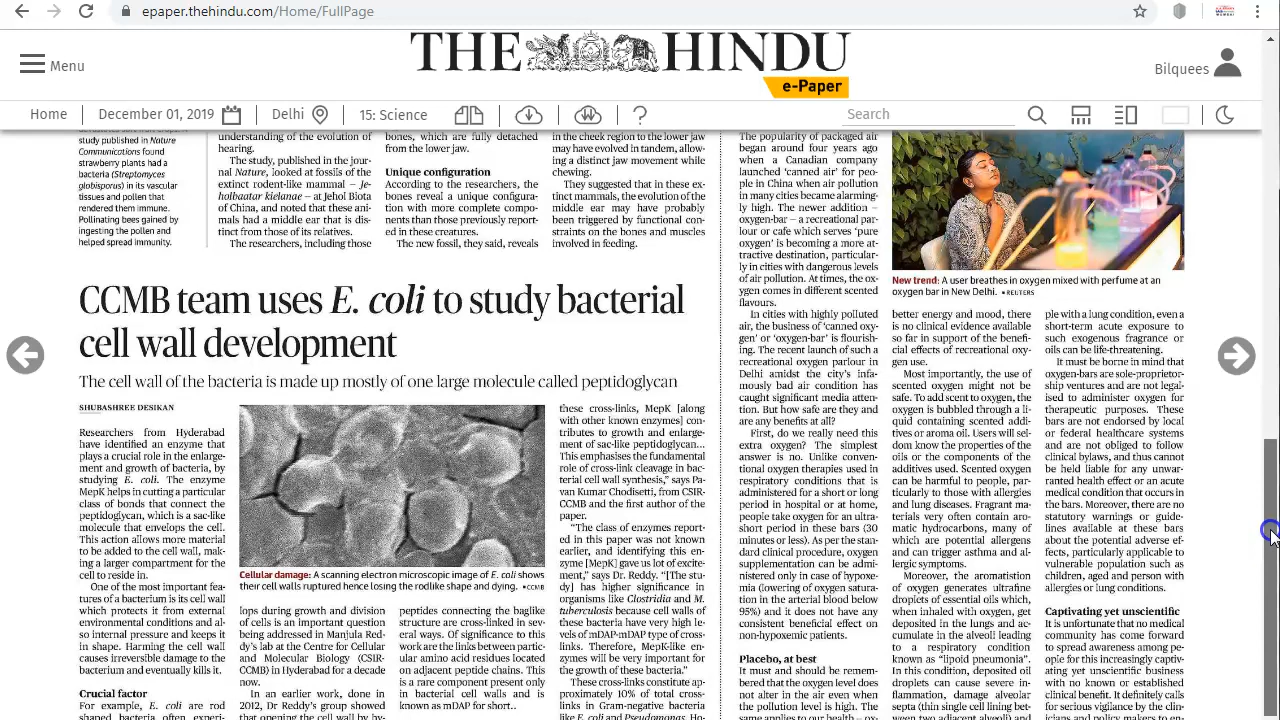 epaper.thehindu.com/Home/FullPage
THE HINDU
e-Paper
Menu
Bilquees
Home
December 01, 2019
Delhi
15: Science
?
Search
study published in Nature
Communications found
strawberry plants had a
bacteria (Streptomyces
globisporus) in its vascular
tissues and pollen that
rendered them immune.
Pollinating bees gained by
ingesting the pollen and
helped spread immunity.
understanding of the evolution of
hearing.
The study, published in the jour-
nal Nature, looked at fossils of the
extinct rodent-like mammal – Je-
holbaatar kielanae – at Jehol Biota
of China, and noted that these ani-
mals had a middle ear that is dis-
tinct from those of its relatives.
The researchers, including those
bones, which are fully detached
from the lower jaw.
Unique configuration
According to the researchers, the
bones reveal a unique configura-
tion with more complete compo-
nents than those previously report-
ed in these creatures.
The new fossil, they said, reveals
in the cheek region to the lower jaw
may have evolved in tandem, allow-
ing a distinct jaw movement while
chewing.
They suggested that in these ex-
tinct mammals, the evolution of the
middle ear may have probably
been triggered by functional con-
straints on the bones and muscles
involved in feeding.
CCMB team uses E. coli to study bacterial
cell wall development
The cell wall of the bacteria is made up mostly of one large molecule called peptidoglycan
SHUBASHREE DESIKAN
Researchers from Hyderabad
have identified an enzyme that
plays a crucial role in the enlarge-
ment and growth of bacteria, by
studying E. coli. The enzyme
MepK helps in cutting a particular
class of bonds that connect the
peptidoglycan, which is a sac-like
molecule that envelops the cell.
This action allows more material
to be added to the cell wall, mak-
ing a larger compartment for the
cell to reside in.
One of the most important fea-
tures of a bacterium is its cell wall
which protects it from external
environmental conditions and al-
so internal pressure and keeps it
in shape. Harming the cell wall
causes irreversible damage to the
bacterium and eventually kills it.
Crucial factor
For example, E. coli are rod
shaped bacteria often experi-
Cellular damage: A scanning electron microscopic image of E. coli shows
their cell walls ruptured hence losing the rodlike shape and dying. •CCMB
lops during growth and division
of cells is an important question
being addressed in Manjula Red-
dy's lab at the Centre for Cellular
and Molecular Biology (CSIR-
CCMB) in Hyderabad for a decade
now.
In an earlier work, done in
2012, Dr Reddy's group showed
that opening the cell wall by hy-
peptides connecting the baglike
structure are cross-linked in sev-
eral ways. Of significance to this
work are the links between partic-
ular amino acid residues located
on adjacent peptide chains. This
is a rare component present only
in bacterial cell walls and is
known as mDAP for short..
These cross-links constitute ap-
proximately 10% of total cross-
links in Gram-negative bacteria
like E. coli and Pseudomonas. Ho-
these cross-links, MepK [along
with other known enzymes] con-
tributes to growth and enlarge-
ment of sac-like peptidoglycan...
This emphasises the fundamental
role of cross-link cleavage in bac-
terial cell wall synthesis," says Pa-
van Kumar Chodisetti, from CSIR-
CCMB and the first author of the
paper.
"The class of enzymes report-
ed in this paper was not known
earlier, and identifying this en-
zyme [MepK] gave us lot of excite-
ment," says Dr. Reddy. "[The stu-
dy] has higher significance in
organisms like Clostridia and M.
tuberculosis because cell walls of
these bacteria have very high le-
vels of mDAP-mDAP type of cross-
links. Therefore, MepK-like en-
zymes will be very important for
the growth of these bacteria."
The popularity of packaged air
began around four years ago
when a Canadian company
launched 'canned air' for peo-
ple in China when air pollution
in many cities became alarming-
ly high. The newer addition –
oxygen-bar – a recreational par-
lour or cafe which serves 'pure
oxygen' is becoming a more at-
tractive destination, particular-
ly in cities with dangerous levels
of air pollution. At times, the ox-
ygen comes in different scented
flavours.
In cities with highly polluted
air, the business of 'canned oxy-
gen' or 'oxygen-bar' is flourish-
ing. The recent launch of such a
recreational oxygen parlour in
Delhi amidst the city's infa-
mously bad air condition has
caught significant media atten-
tion. But how safe are they and
are any benefits at all?
First, do we really need this
extra oxygen? The simplest
answer is no. Unlike conven-
tional oxygen therapies used in
respiratory conditions that is
administered for a short or long
period in hospital or at home,
people take oxygen for an ultra-
short period in these bars (30
minutes or less). As per the stan-
dard clinical procedure, oxygen
supplementation can be admi-
nistered only in case of hypoxe-
mia (lowering of oxygen satura-
tion in the arterial blood below
95%) and it does not have any
consistent beneficial effect on
non-hypoxemic patients.
Placebo, at best
It must and should be remem-
bered that the oxygen level does
not alter in the air even when
the pollution level is high. The
same applies to our health – ox-
New trend: A user breathes in oxygen mixed with perfume at an
oxygen bar in New Delhi. •REUTERS
better energy and mood, there
is no clinical evidence available
so far in support of the benefi-
cial effects of recreational oxy-
gen use.
Most importantly, the use of
scented oxygen might not be
safe. To add scent to oxygen, the
oxygen is bubbled through a li-
quid containing scented addi-
tives or aroma oil. Users will sel-
dom know the properties of the
oils or the components of the
additives used. Scented oxygen
can be harmful to people, par-
ticularly to those with allergies
and lung diseases. Fragrant ma-
terials very often contain aro-
matic hydrocarbons, many of
which are potential allergens
and can trigger asthma and al-
lergic symptoms.
Moreover, the aromatisation
of oxygen generates ultrafine
droplets of essential oils which,
when inhaled with oxygen, get
deposited in the lungs and ac-
cumulate in the alveoli leading
to a respiratory condition
known as "lipoid pneumonia".
In this condition, deposited oil
droplets can cause severe in-
flammation, damage alveolar
septa (thin single cell layers bet-
ween two adjacent alveoli) and
ple with a lung condition, even a
short-term acute exposure to
such exogenous fragrance or
oils can be life-threatening.
It must be borne in mind that
oxygen-bars are sole-proprietor-
ship ventures and are not legal-
ised to administer oxygen for
therapeutic purposes. These
bars are not endorsed by local
or federal healthcare systems
and are not obliged to follow
clinical bylaws, and thus cannot
be held liable for any unwar-
ranted health effect or an acute
medical condition that occurs in
the bars. Moreover, there are no
statutory warnings or guide-
lines available at these bars
about the potential adverse ef-
fects, particularly applicable to
vulnerable population such as
children, aged and person with
allergies or lung conditions.
Captivating yet unscientific
It is unfortunate that no medical
community has come forward
to spread awareness among peo-
ple for this increasingly captiv-
ating yet unscientific business
with no known or established
clinical benefit. It definitely calls
for serious attention from the clin-
icians and policy makers to en-